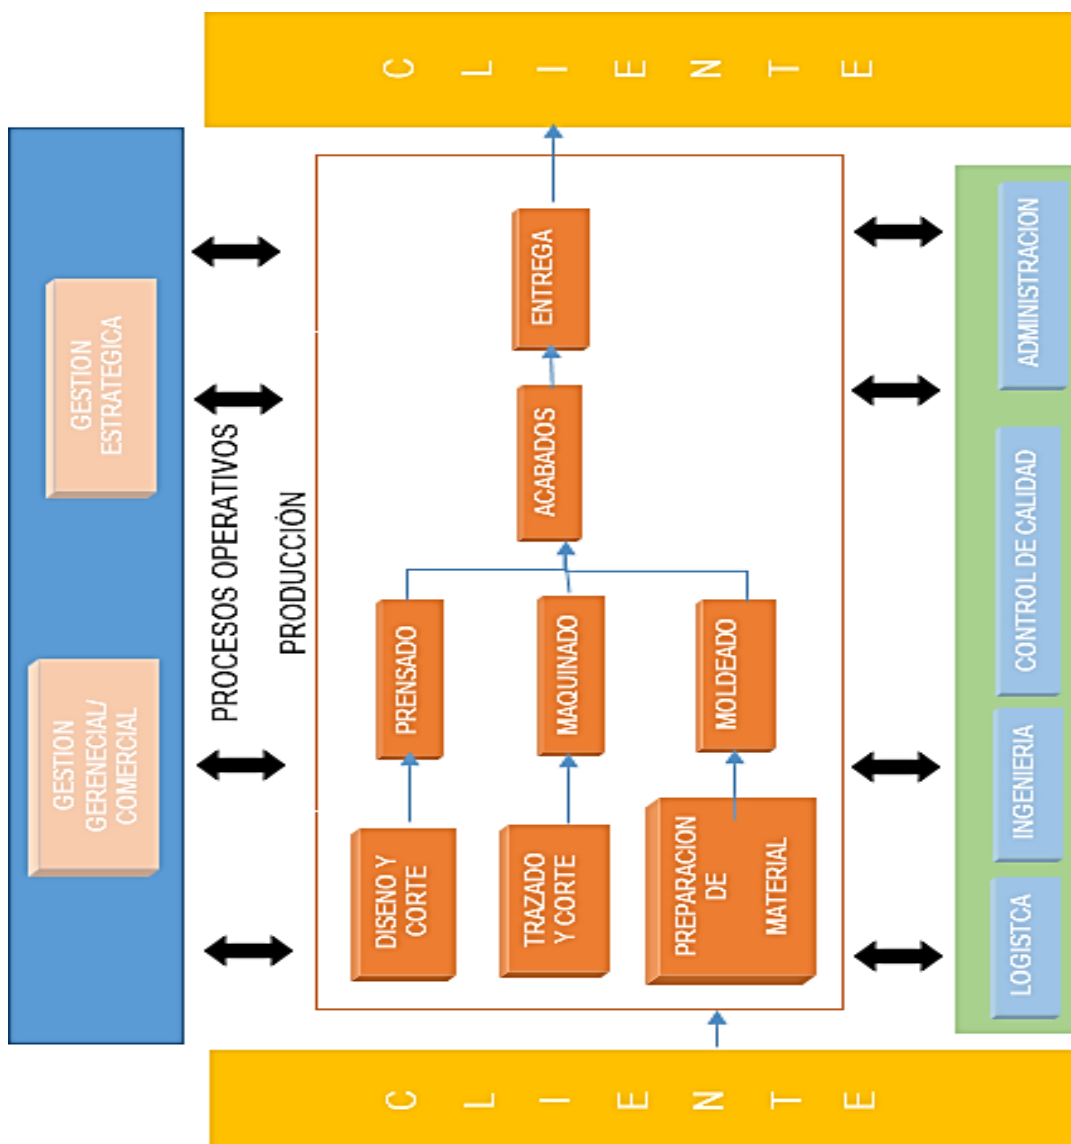 GESTION
GERENECIAL/
COMERCIAL
GESTION
ESTRATEGICA
PROCESOS OPERATIVOS
PRODUCCIÓN
C L I E N T E
DISENO Y
CORTE
PRENSADO
TRAZADO
Y CORTE
MAQUINADO
PREPARACION
DE
MATERIAL
MOLDEADO
ACABADOS
ENTREGA
C L I E N T E
LOGISTCA
INGENIERIA
CONTROL DE CALIDAD
ADMINISTRACION